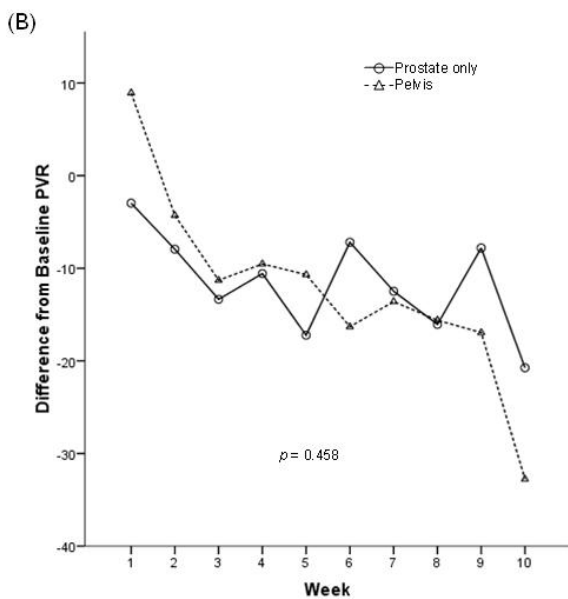 (B)
Prostate only
Pelvis
Difference from Baseline PVR
10
0
-10
-20
-30
-40
p = 0.458
1 2 3 4 5 6 7 8 9 10
Week